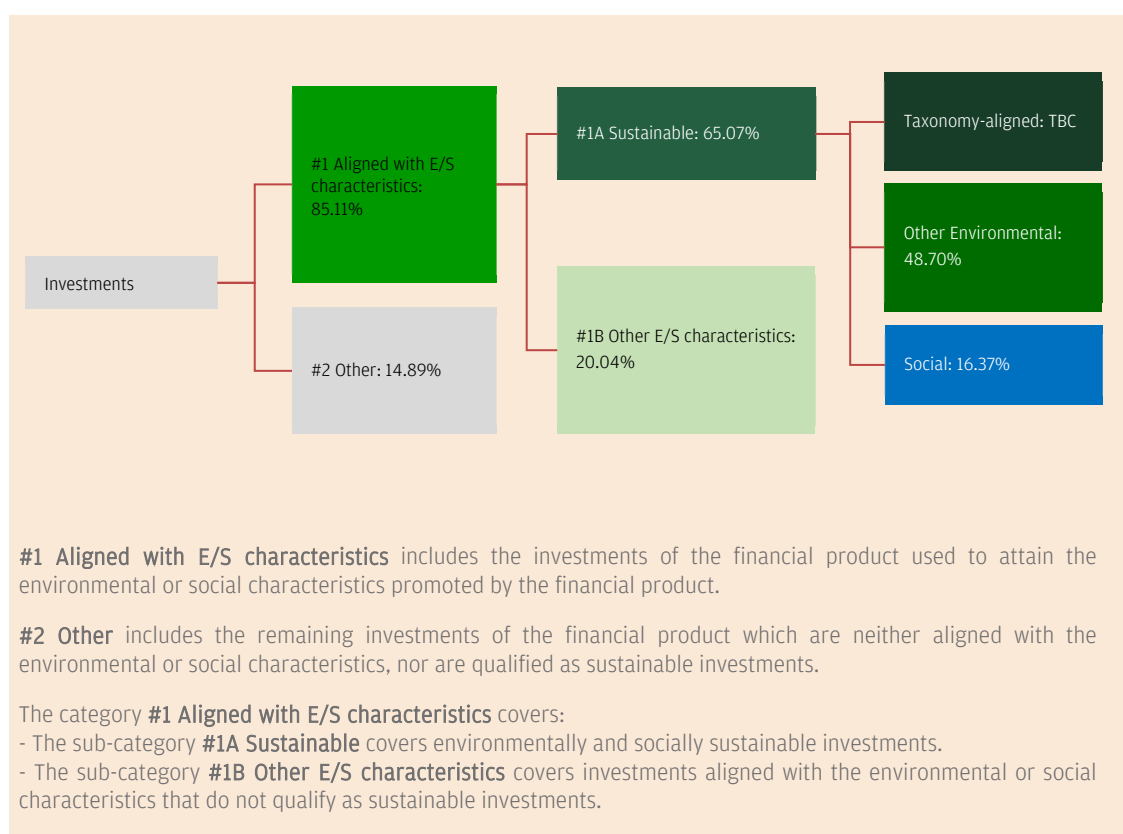 Investments
#1 Aligned with E/S
characteristics:
85.11%
#2 Other: 14.89%
#1A Sustainable: 65.07%
#1B Other E/S characteristics:
20.04%
Taxonomy-aligned: TBC
Other Environmental:
48.70%
Social: 16.37%
#1 Aligned with E/S characteristics includes the investments of the financial product used to attain the
environmental or social characteristics promoted by the financial product.
#2 Other includes the remaining investments of the financial product which are neither aligned with the
environmental or social characteristics, nor are qualified as sustainable investments.
The category #1 Aligned with E/S characteristics covers:
- The sub-category #1A Sustainable covers environmentally and socially sustainable investments.
- The sub-category #1B Other E/S characteristics covers investments aligned with the environmental or social
characteristics that do not qualify as sustainable investments.